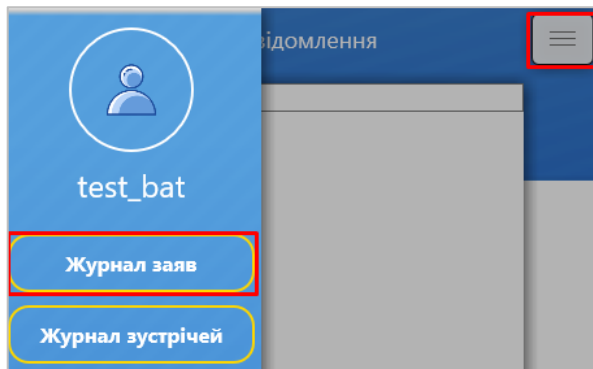 відомлення
test_bat
Журнал заяв
Журнал зустрічей